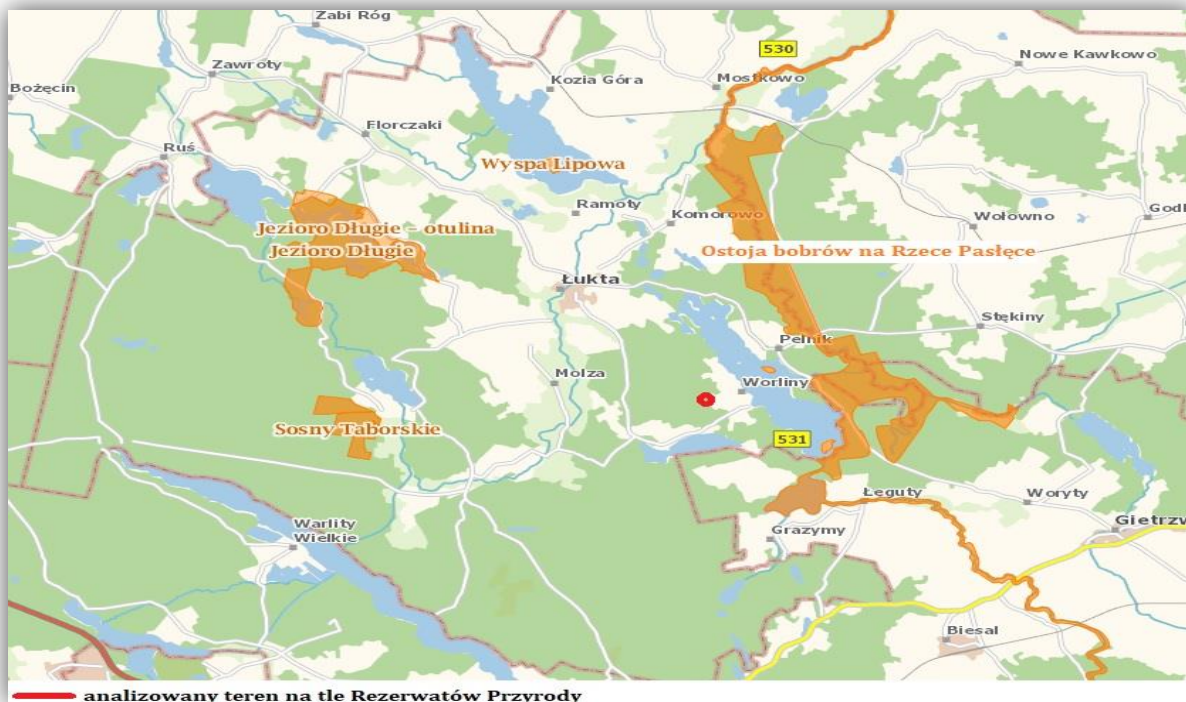 Żabi Róg
530
Nowe Kawkowo
Zawroty
Kozia Góra
Mostkowo
Bożęcin
Florczaki
Ruś
Wyspa Lipowa
Ramoty
Komorowo
Wołowno
Jezioro Długie – otulina
Jezioro Długie
Ostoja bobrów na Rzece Pasłęce
Łukta
Stękiny
Pelnik
Molza
Worliny
Sosny Taborskie
531
Łęguty
Woryty
Warlity
Wielkie
Grazymy
Gietrzw
Biesal
analizowany teren na tle Rezerwatów Przyrody